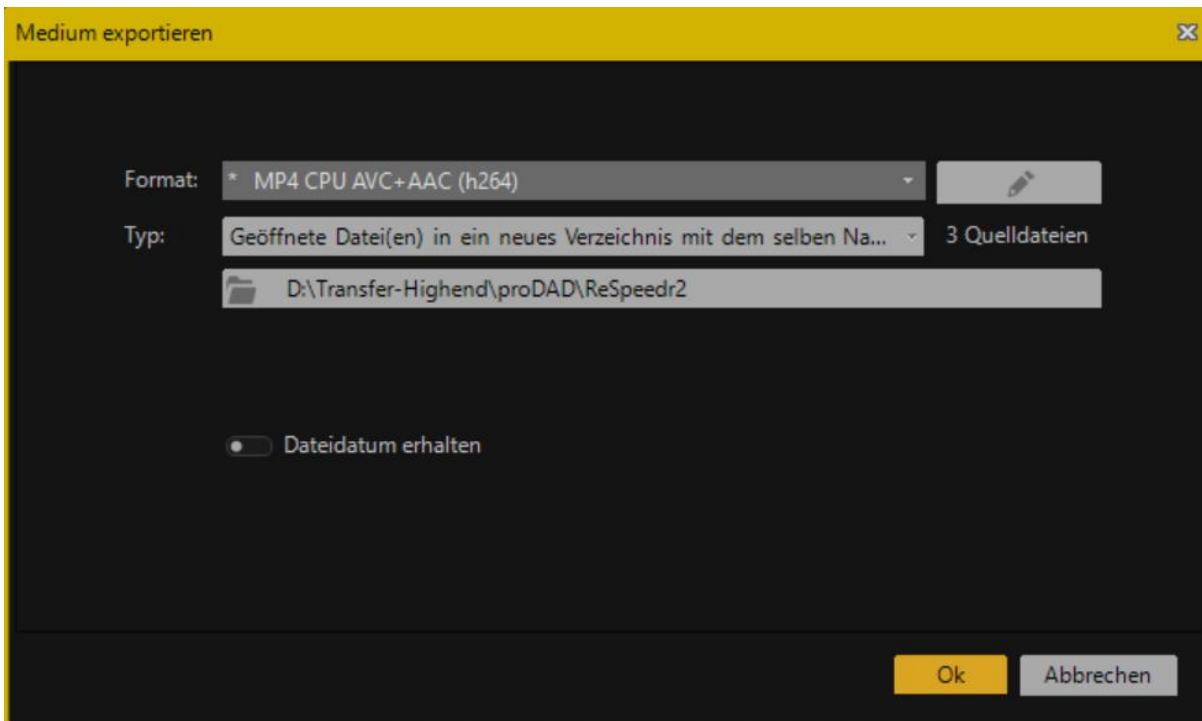 Medium exportieren
Format:
* MP4 CPU AVC+AAC (h264)
Typ:
Geöffnete Datei(en) in ein neues Verzeichnis mit dem selben Na...
3 Quelldateien
D:\Transfer-Highend\proDAD\ReSpeedr2
Dateidatum erhalten
Ok
Abbrechen